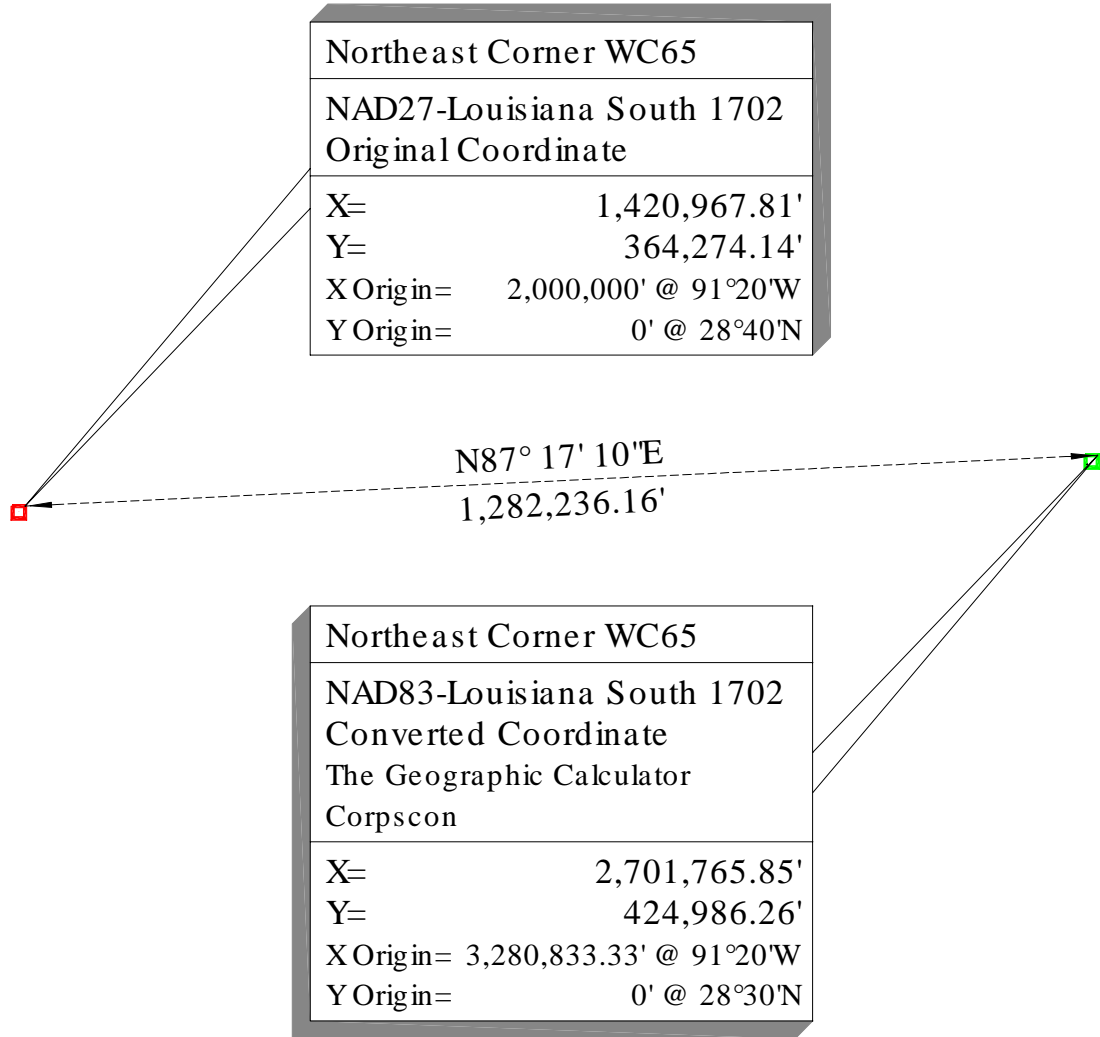 Northeast Corner WC65
NAD27-Louisiana South 1702
Original Coordinate
X= 1,420,967.81'
Y= 364,274.14'
X Origin= 2,000,000' @ 91°20'W
Y Origin= 0' @ 28°40'N
N87° 17' 10"E
1,282,236.16'
Northeast Corner WC65
NAD83-Louisiana South 1702
Converted Coordinate
The Geographic Calculator
Corpscon
X= 2,701,765.85'
Y= 424,986.26'
X Origin= 3,280,833.33' @ 91°20'W
Y Origin= 0' @ 28°30'N